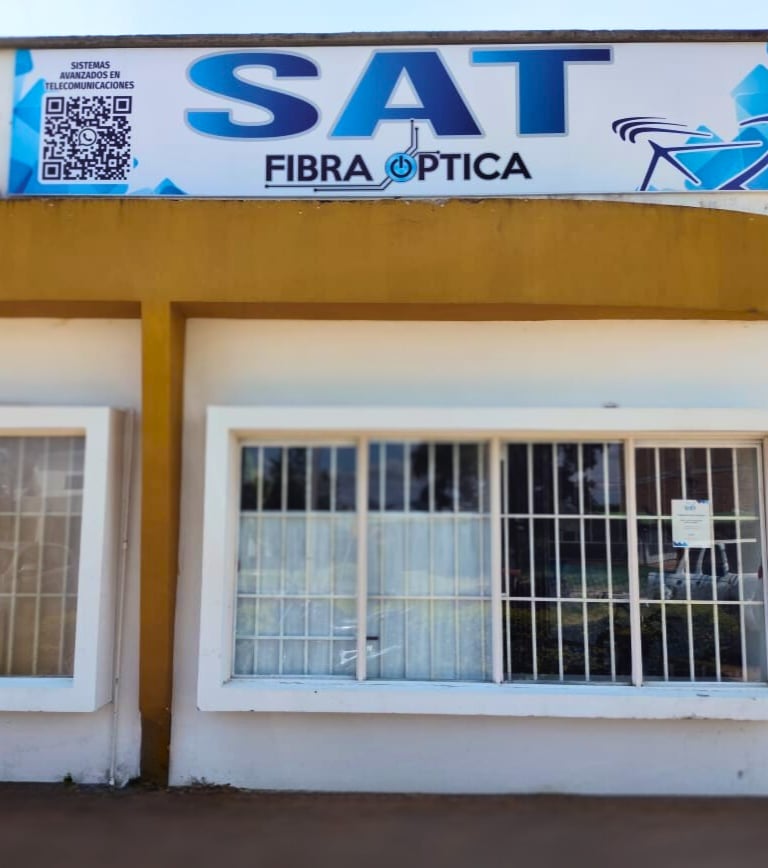 SISTEMAS
AVANZADOS EN
TELECOMUNICACIONES
SAT
FIBRA ÓPTICA